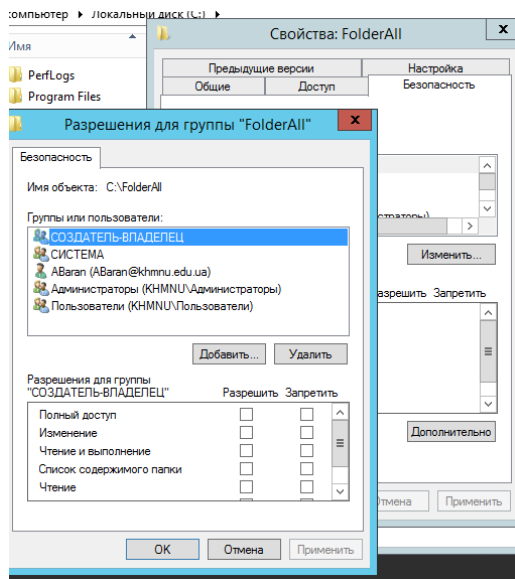 компьютер ▸ Локальный диск (C:) ▸
Имя
PerfLogs
Program Files
Свойства: FolderAll
x
Предыдущие версии
Настройка
Общие
Доступ
Безопасность
Изменить...
Разрешить Запретить
Дополнительно
Отмена
Применить
Разрешения для группы "FolderAll"
x
Безопасность
Имя объекта: C:\FolderAll
Группы или пользователи:
СОЗДАТЕЛЬ-ВЛАДЕЛЕЦ
СИСТЕМА
ABaran (ABaran@khmnu.edu.ua)
Администраторы (KHMNU\Администраторы)
Пользователи (KHMNU\Пользователи)
Добавить...
Удалить
Разрешения для группы
"СОЗДАТЕЛЬ-ВЛАДЕЛЕЦ"
Разрешить Запретить
Полный доступ
Изменение
Чтение и выполнение
Список содержимого папки
Чтение
OK
Отмена
Применить